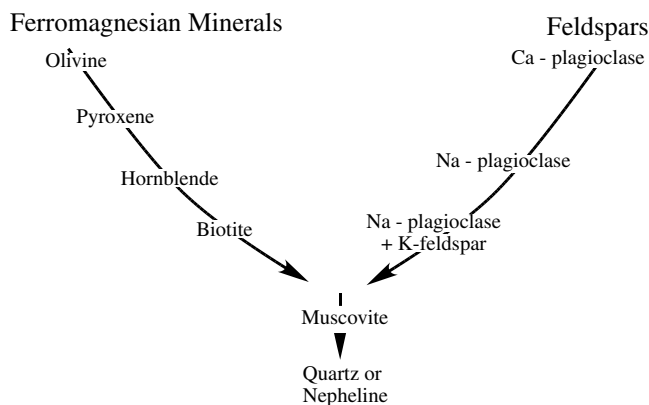 Ferromagnesian Minerals
Feldspars
Olivine
Ca - plagioclase
Pyroxene
Na - plagioclase
Hornblende
Biotite
Na - plagioclase
+ K-feldspar
Muscovite
Quartz or
Nepheline